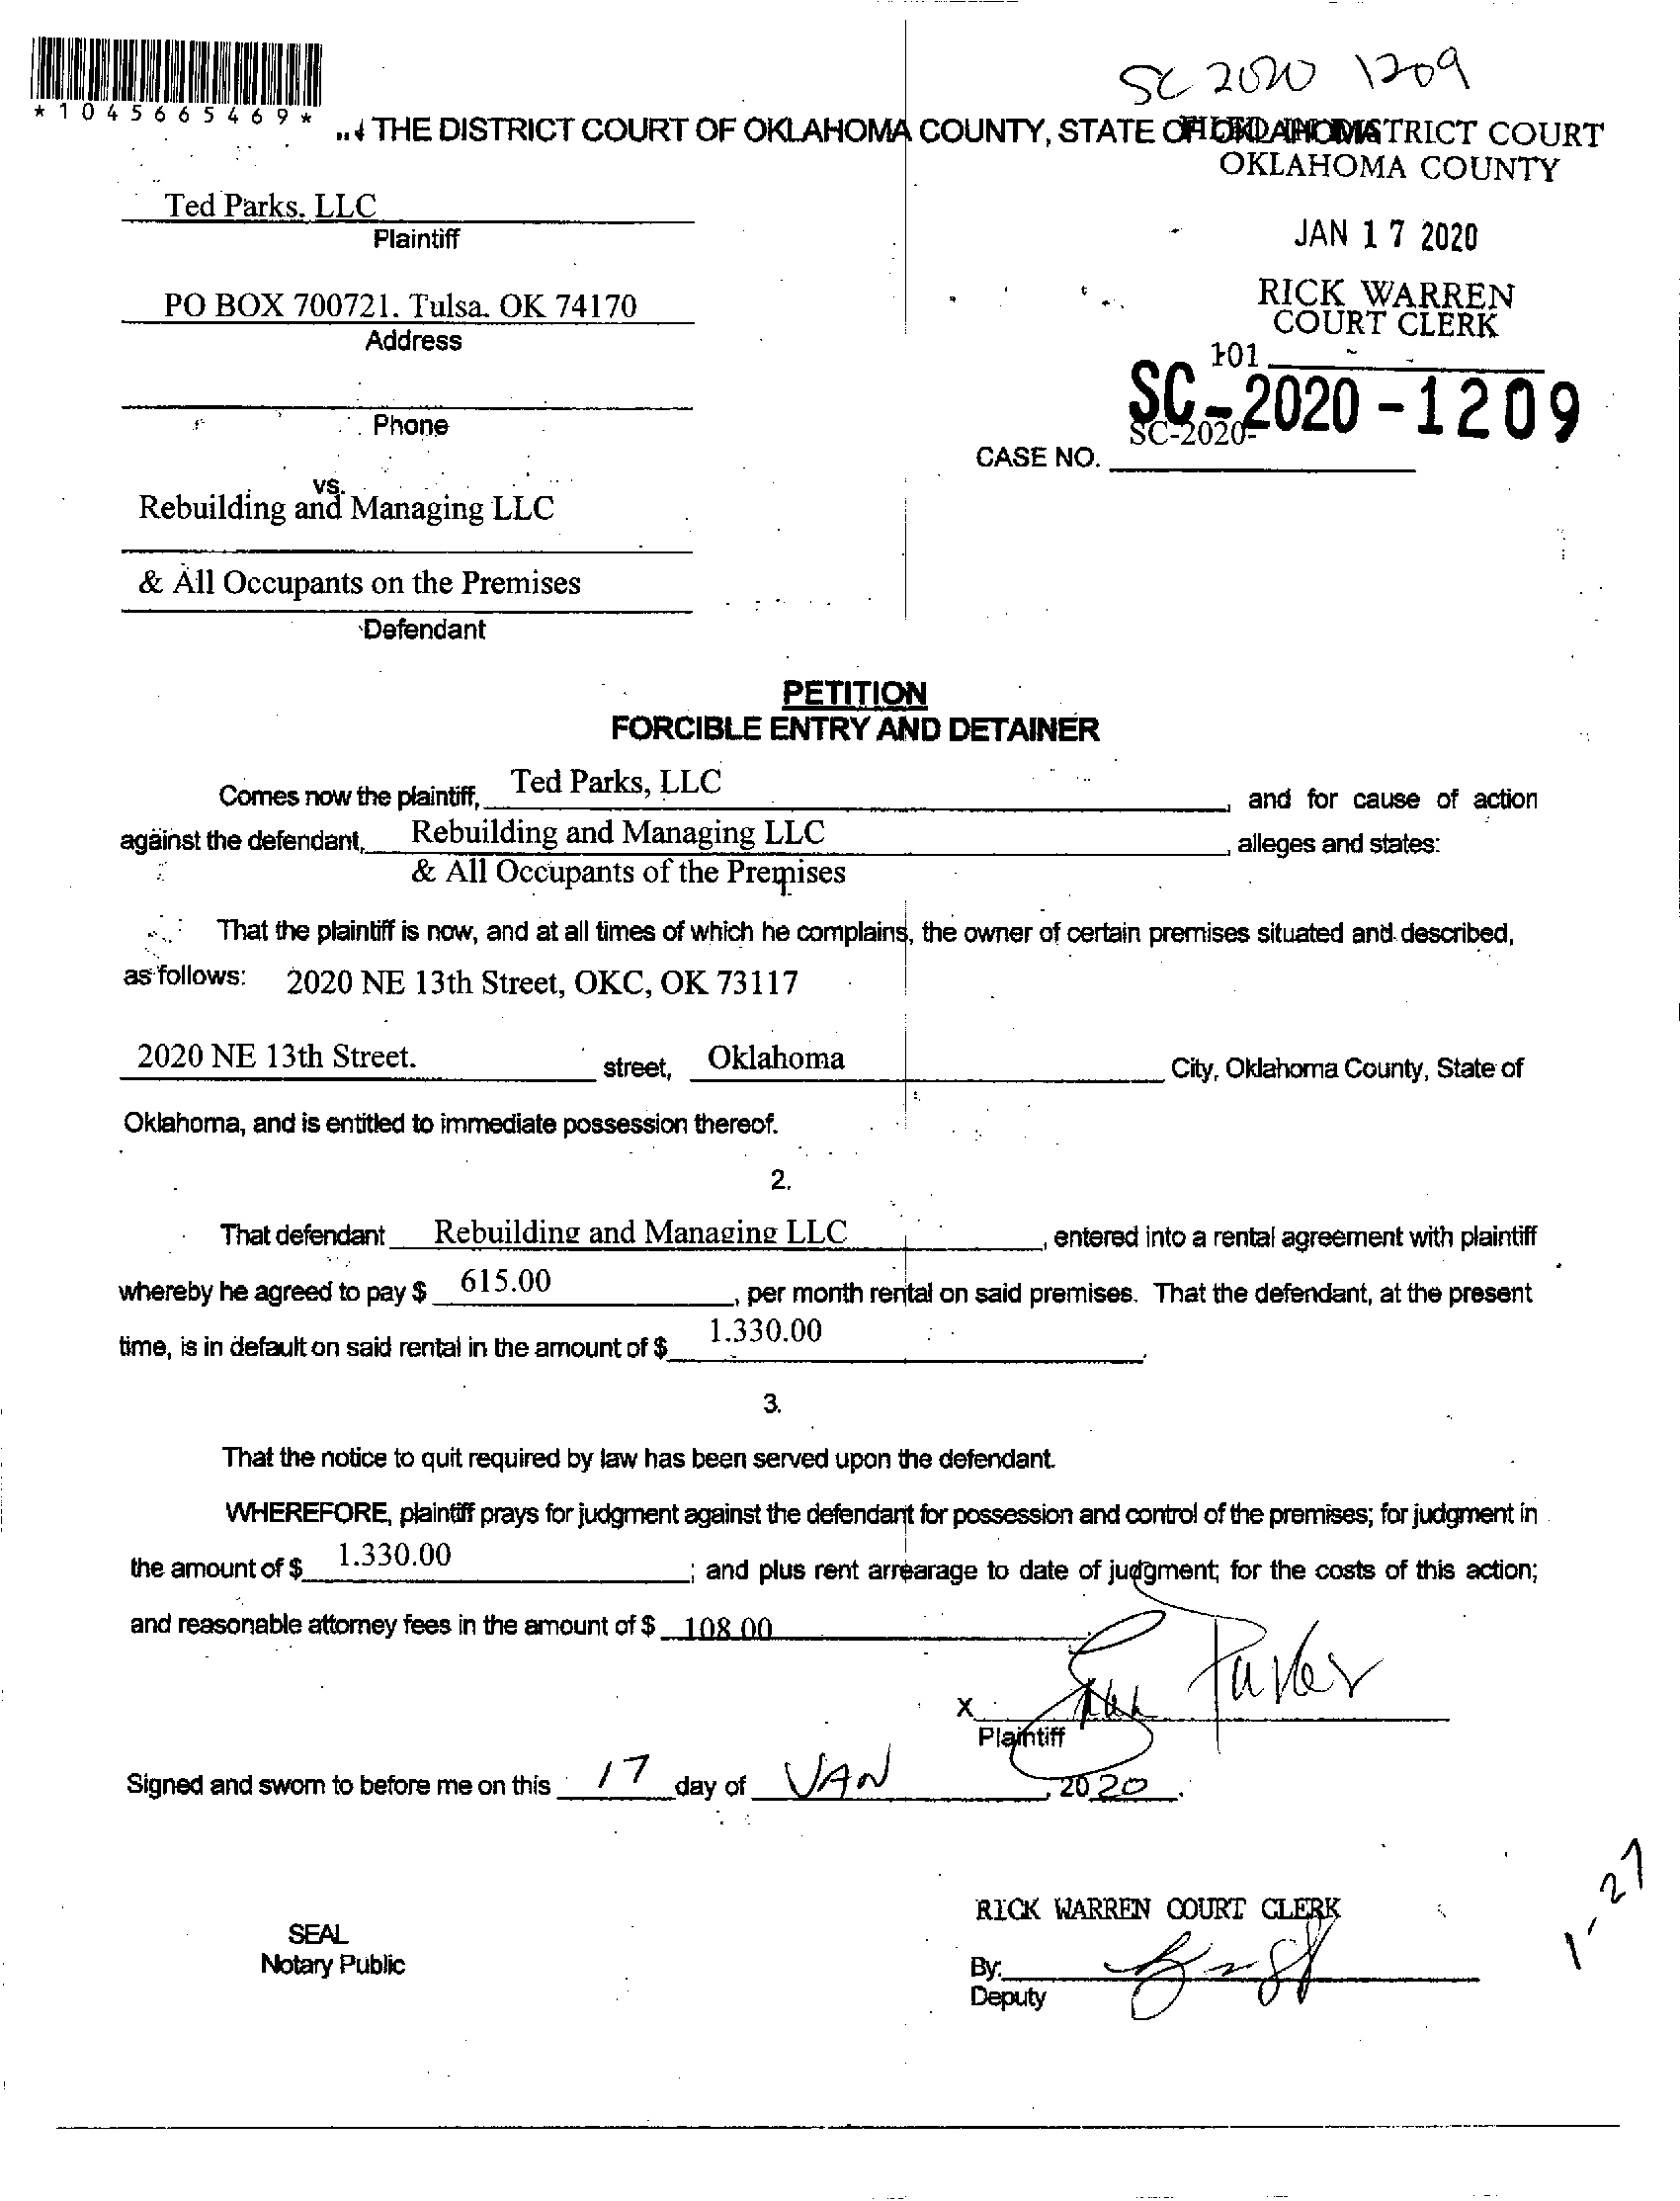 SC 2020 1209
*1045665469*
THE DISTRICT COURT OF OKLAHOMA COUNTY, STATE OF OKLAHOMA
FILED IN DISTRICT COURT
OKLAHOMA COUNTY
Ted Parks, LLC
Plaintiff
JAN 17 2020
PO BOX 700721, Tulsa, OK 74170
Address
RICK WARREN
COURT CLERK
101
Phone
SC-2020-1209
SC-2020-
CASE NO.
vs.
Rebuilding and Managing LLC
& All Occupants on the Premises
Defendant
PETITION
FORCIBLE ENTRY AND DETAINER
Comes now the plaintiff, Ted Parks, LLC, and for cause of action
against the defendant, Rebuilding and Managing LLC, alleges and states:
& All Occupants of the Premises
That the plaintiff is now, and at all times of which he complains, the owner of certain premises situated and described,
as follows: 2020 NE 13th Street, OKC, OK 73117
2020 NE 13th Street. street, Oklahoma City, Oklahoma County, State of
Oklahoma, and is entitled to immediate possession thereof.
2.
That defendant Rebuilding and Managing LLC, entered into a rental agreement with plaintiff
whereby he agreed to pay $ 615.00, per month rental on said premises. That the defendant, at the present
time, is in default on said rental in the amount of $ 1,330.00.
3.
That the notice to quit required by law has been served upon the defendant.
WHEREFORE, plaintiff prays for judgment against the defendant for possession and control of the premises; for judgment in
the amount of $ 1,330.00; and plus rent arrearage to date of judgment; for the costs of this action;
and reasonable attorney fees in the amount of $ 108.00
X Parker
Plaintiff
Signed and sworn to before me on this 17 day of JAN, 2020.
1-27
RICK WARREN COURT CLERK
SEAL
Notary Public
By:
Deputy